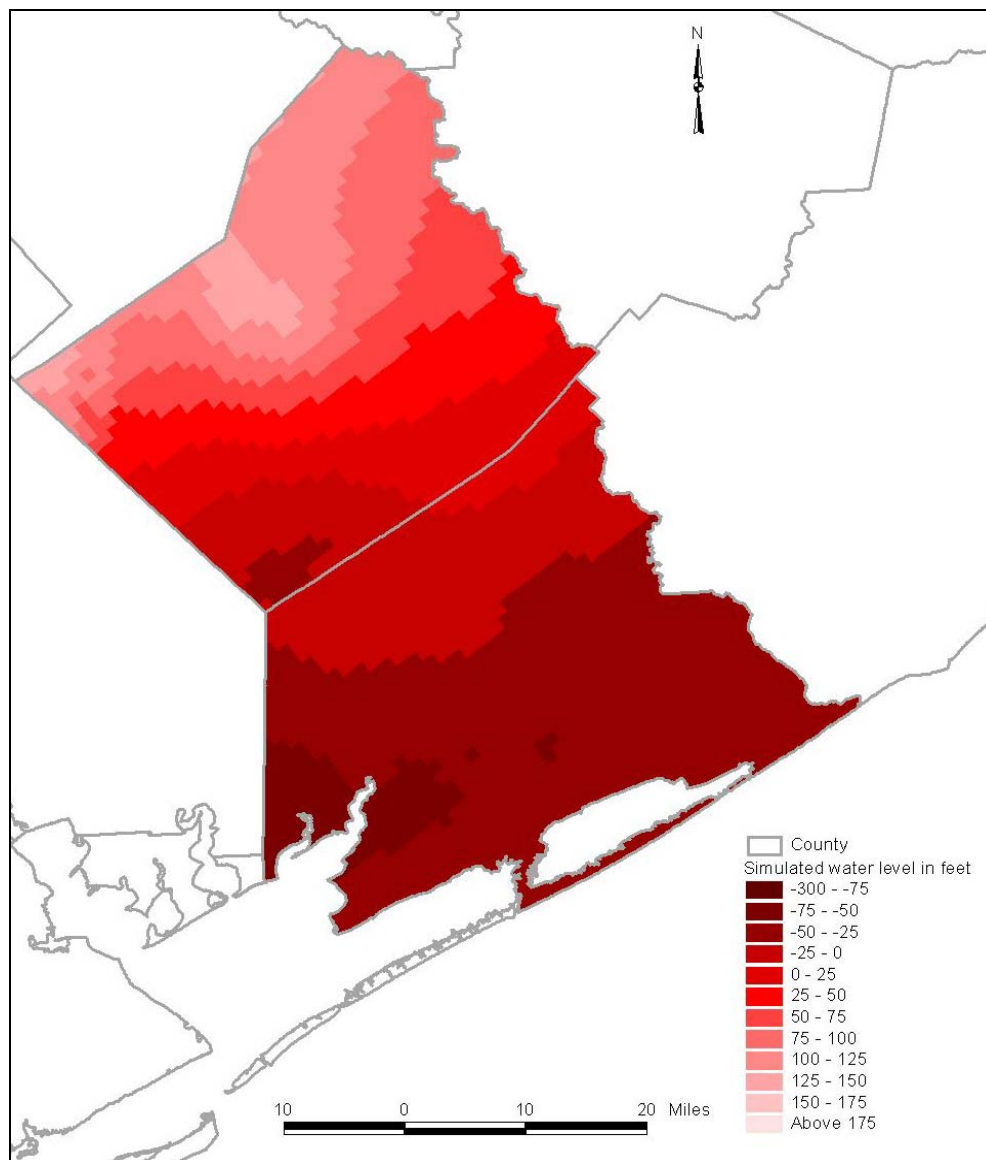 N
County
Simulated water level in feet
-300 - -75
-75 - -50
-50 - -25
-25 - 0
0 - 25
25 - 50
50 - 75
75 - 100
100 - 125
125 - 150
150 - 175
Above 175
10 0 10 20 Miles